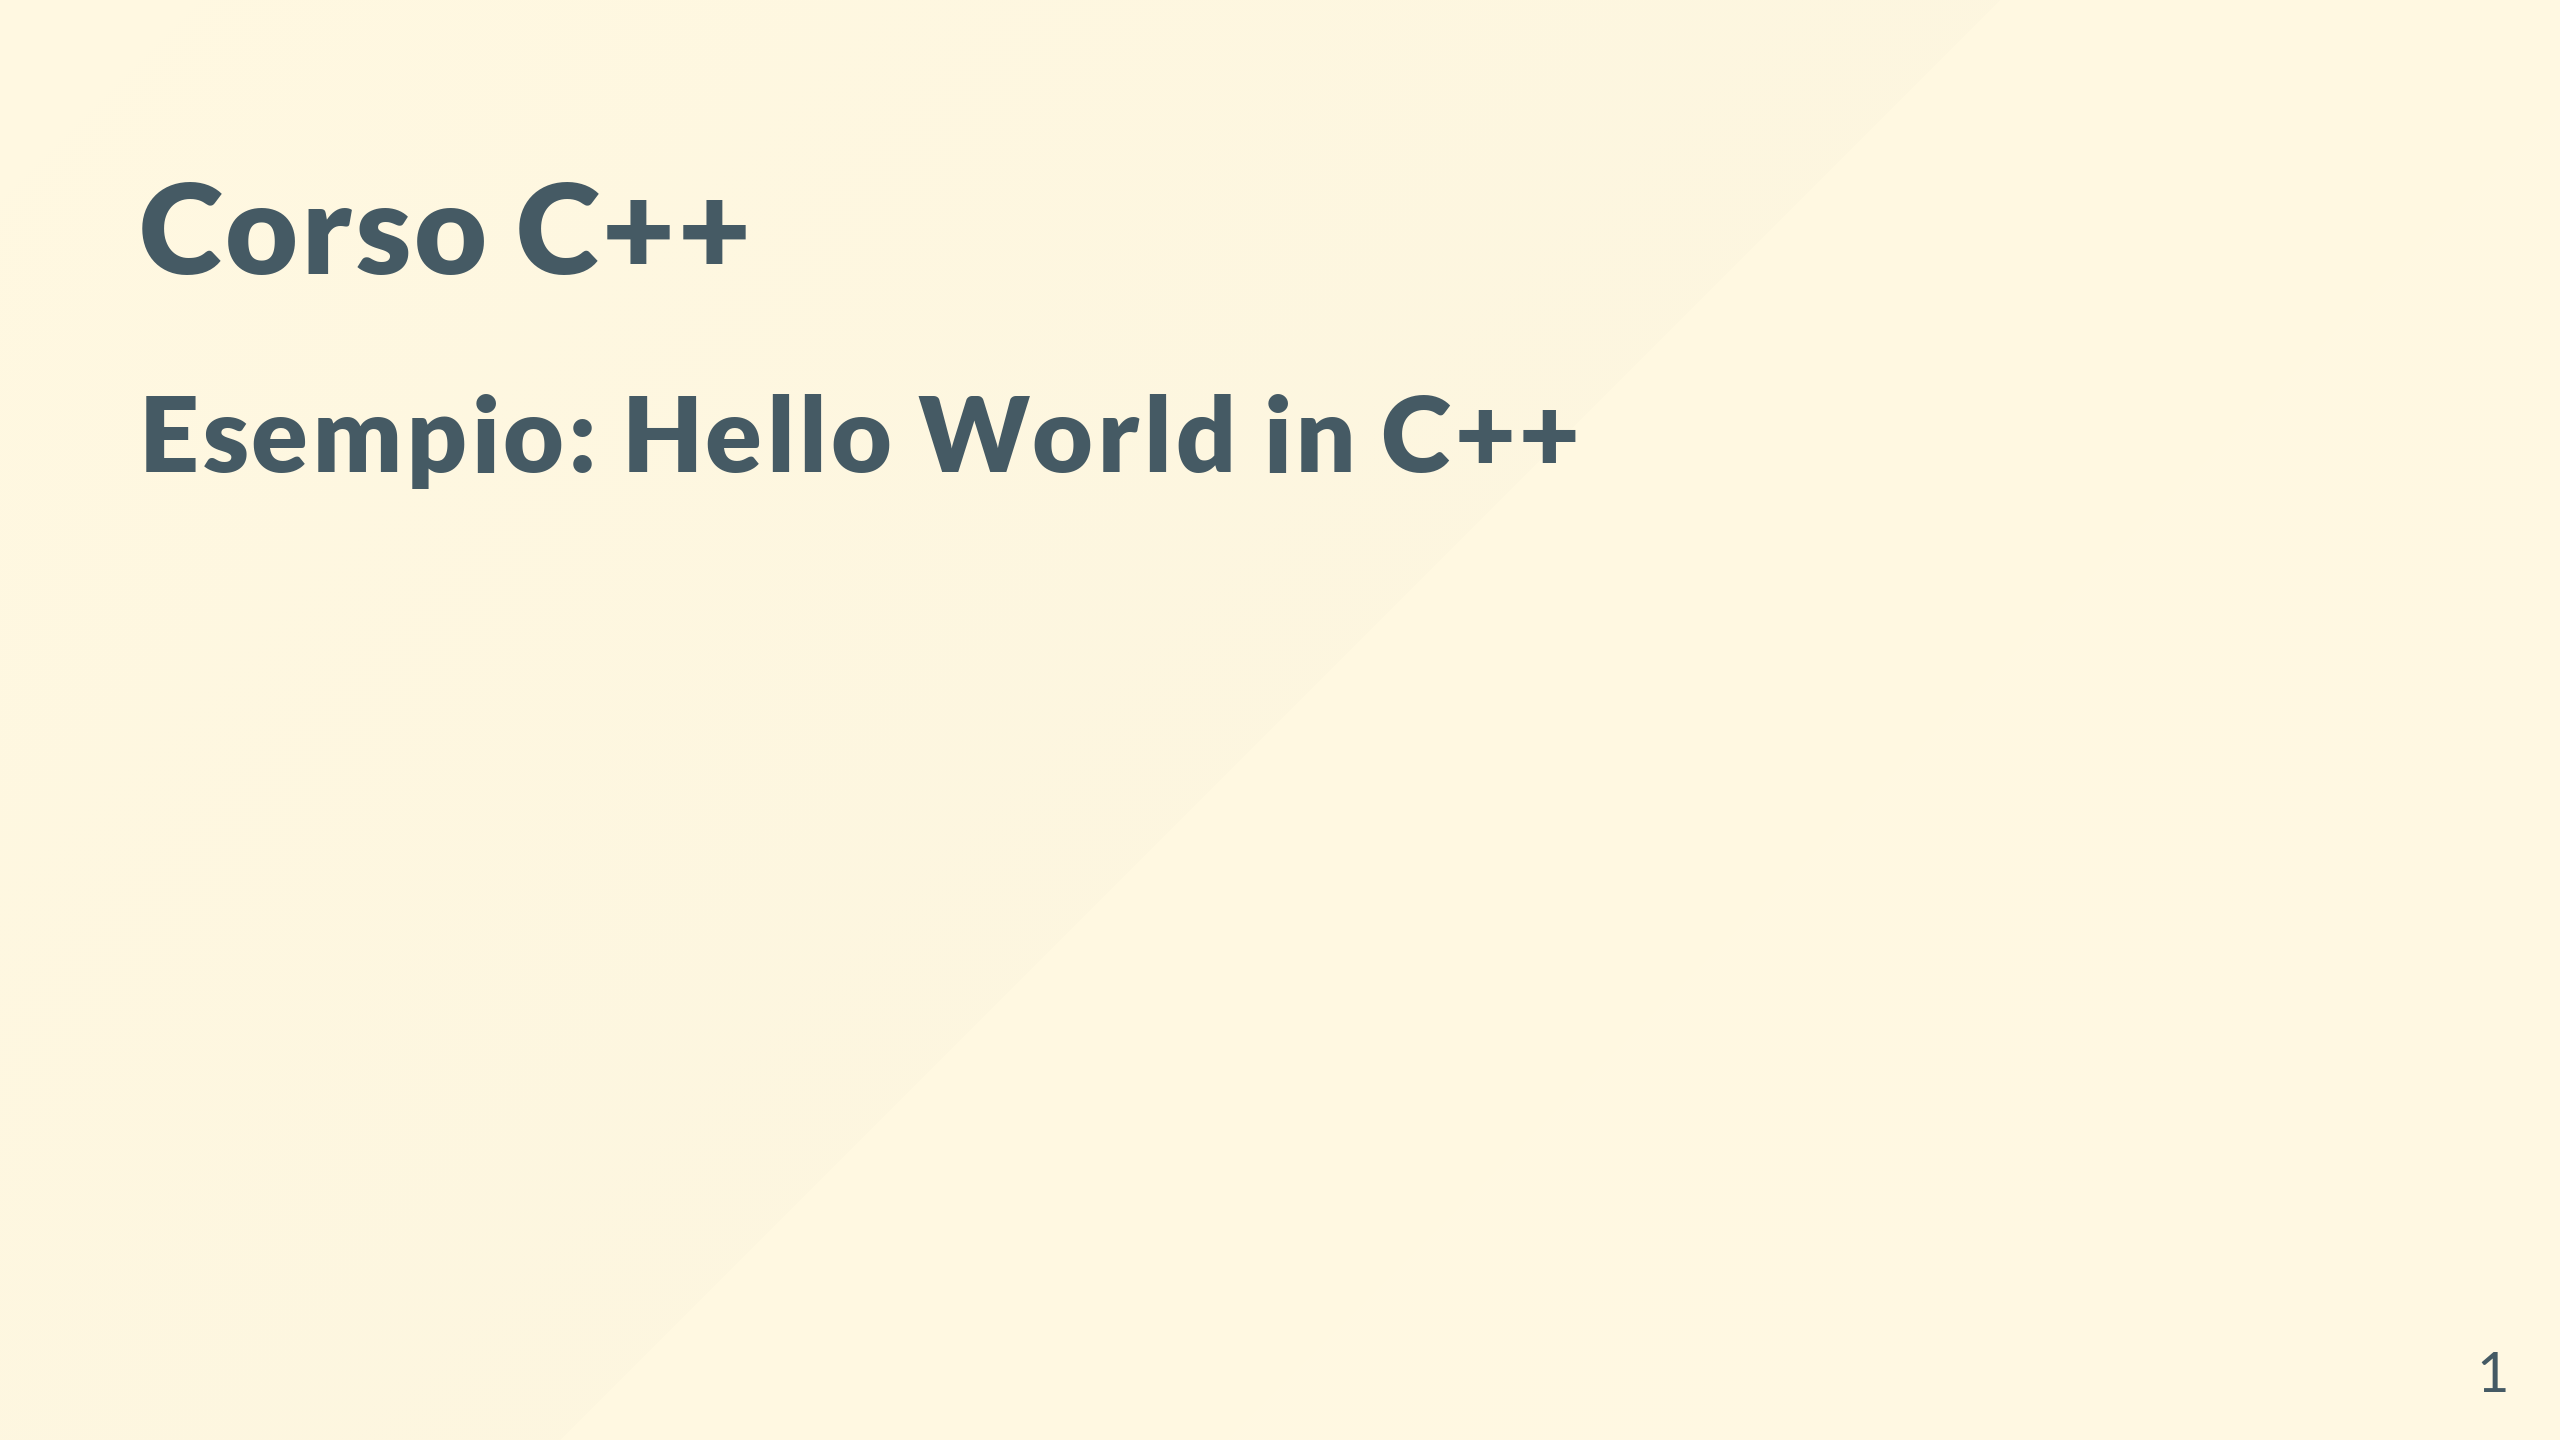 Corso C++
Esempio: Hello World in C++
1